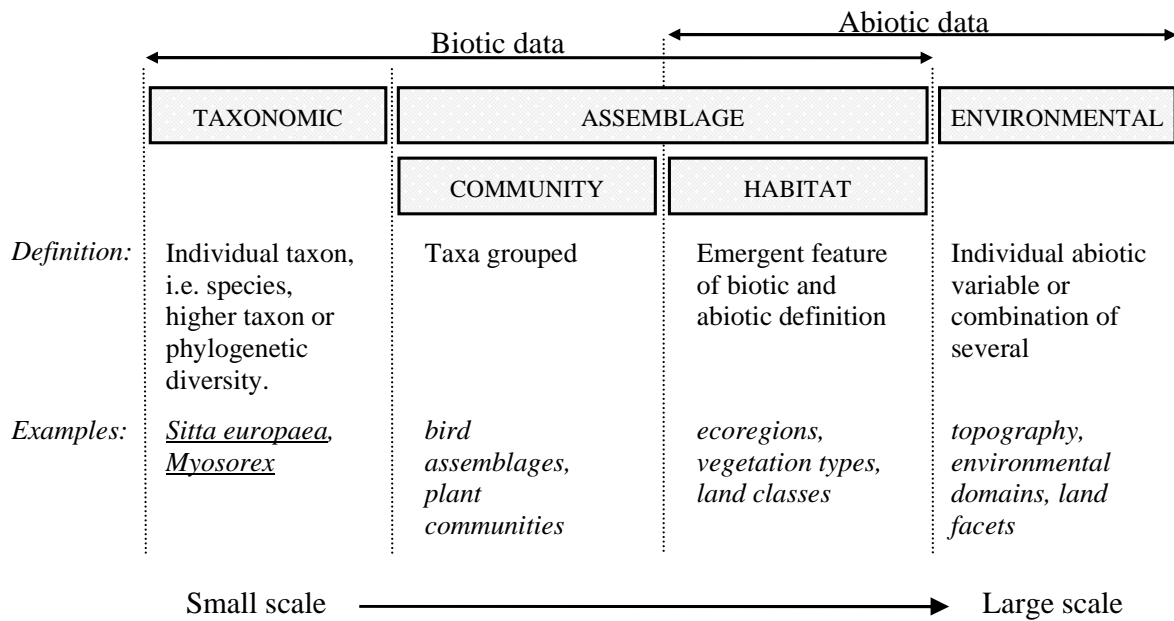 Abiotic data
Biotic data
TAXONOMIC
ASSEMBLAGE
ENVIRONMENTAL
COMMUNITY
HABITAT
Definition:
Individual taxon,
i.e. species,
higher taxon or
phylogenetic
diversity.
Taxa grouped
Emergent feature
of biotic and
abiotic definition
Individual abiotic
variable or
combination of
several
Examples:
Sitta europaea,
Myosorex
bird
assemblages,
plant
communities
ecoregions,
vegetation types,
land classes
topography,
environmental
domains, land
facets
Small scale
Large scale